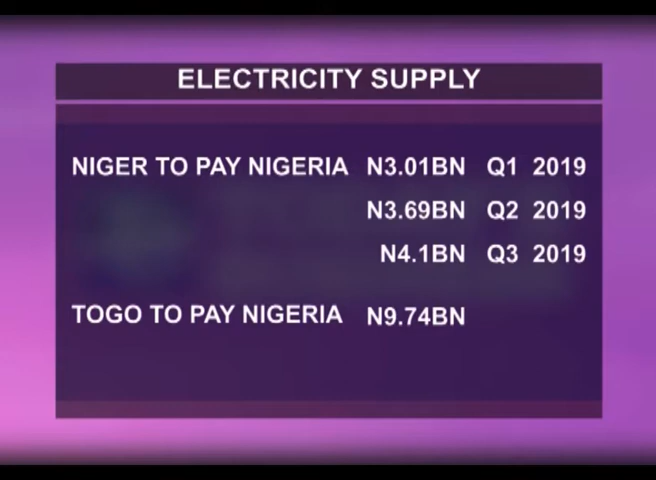 ELECTRICITY SUPPLY
NIGER TO PAY NIGERIA N3.01BN Q1 2019
N3.69BN Q2 2019
N4.1BN Q3 2019
TOGO TO PAY NIGERIA N9.74BN